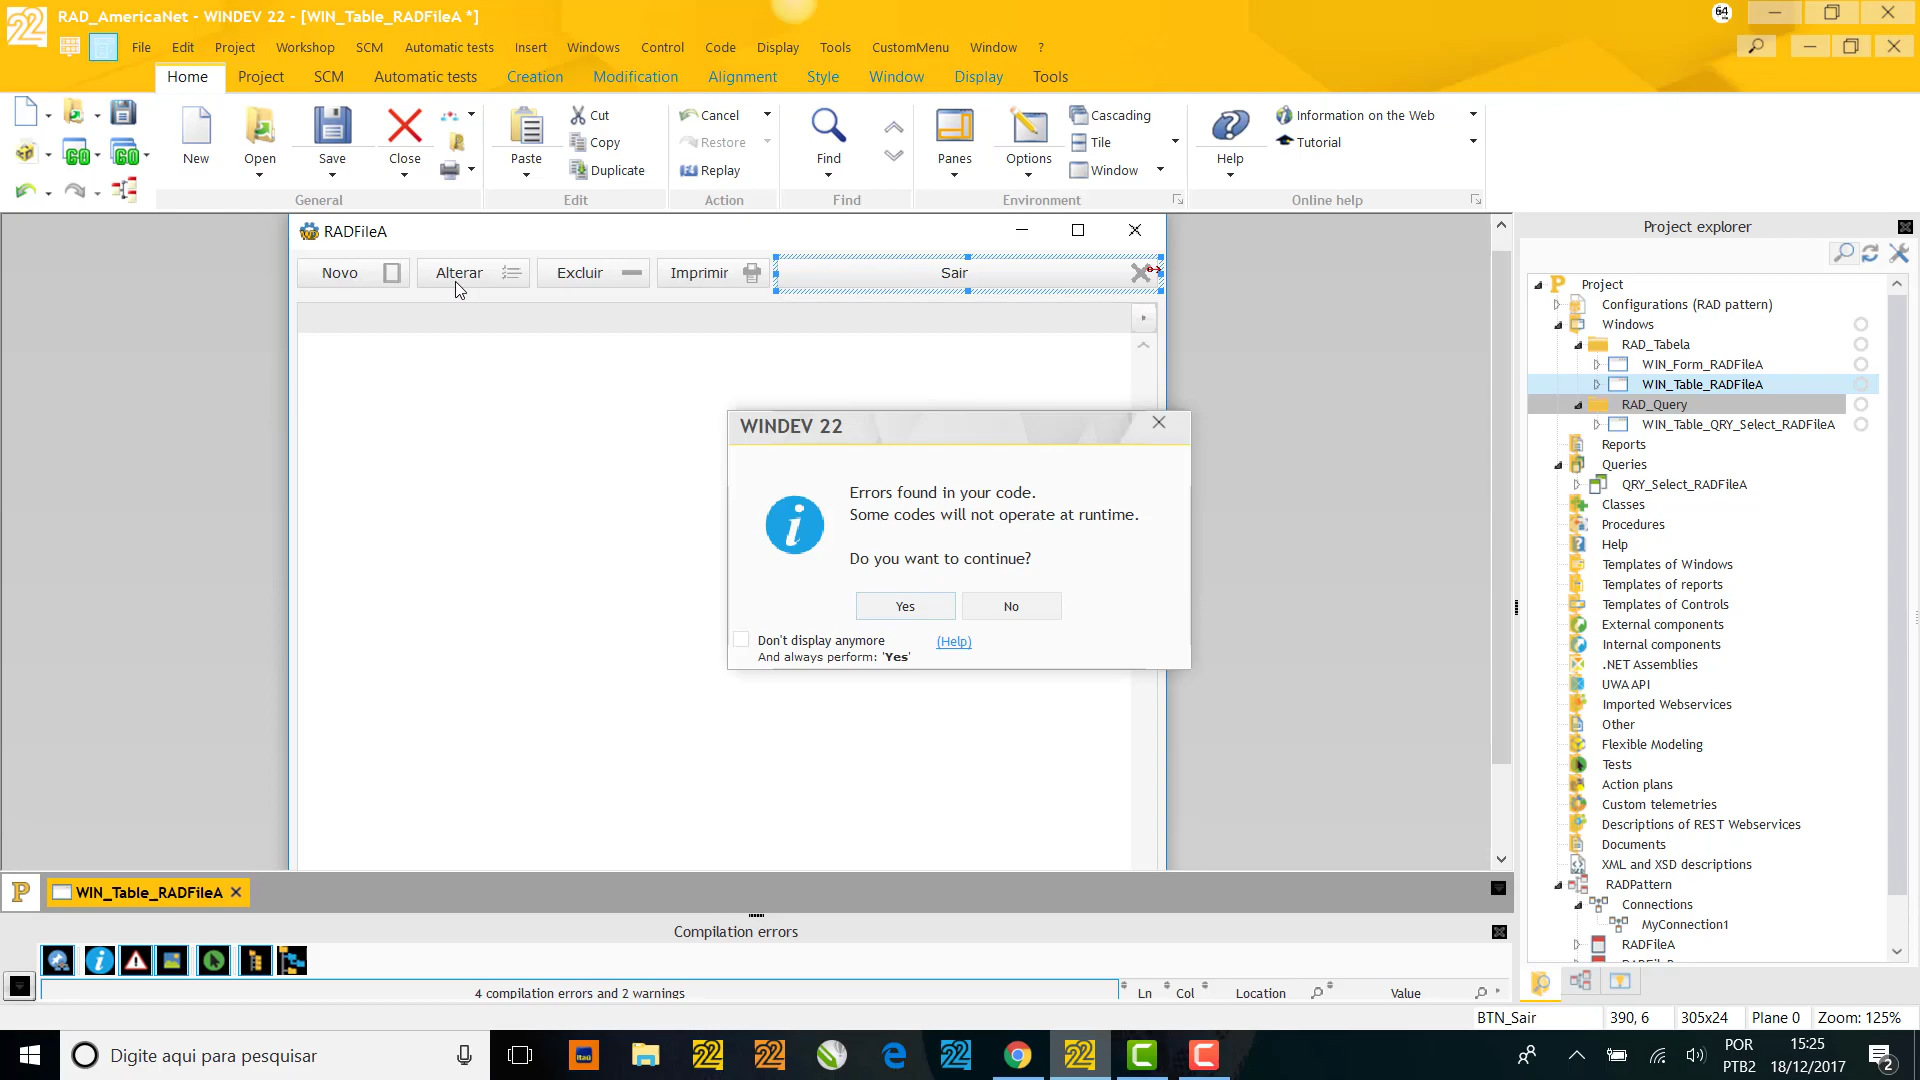 RAD_AmericaNet - WINDEV 22 - [WIN_Table_RADFileA *]
64
File Edit Project Workshop SCM Automatic tests Insert Windows Control Code Display Tools CustomMenu Window ?
Home Project SCM Automatic tests Creation Modification Alignment Style Window Display Tools
New Open Save Close
Paste Cut Copy Duplicate
Cancel Restore Replay
Find
Panes Options Cascading Tile Window
Help Information on the Web Tutorial
General Edit Action Find Environment Online help
RADFileA
Novo Alterar Excluir Imprimir Sair
WINDEV 22
Errors found in your code.
Some codes will not operate at runtime.
Do you want to continue?
Yes No
Don't display anymore (Help)
And always perform: 'Yes'
Project explorer
Project
Configurations (RAD pattern)
Windows
RAD_Tabela
WIN_Form_RADFileA
WIN_Table_RADFileA
RAD_Query
WIN_Table_QRY_Select_RADFileA
Reports
Queries
QRY_Select_RADFileA
Classes
Procedures
Help
Templates of Windows
Templates of reports
Templates of Controls
External components
Internal components
.NET Assemblies
UWA API
Imported Webservices
Other
Flexible Modeling
Tests
Action plans
Custom telemetries
Descriptions of REST Webservices
Documents
XML and XSD descriptions
RADPattern
Connections
MyConnection1
RADFileA
WIN_Table_RADFileA
Compilation errors
4 compilation errors and 2 warnings Ln Col Location Value
BTN_Sair 390, 6 305x24 Plane 0 Zoom: 125%
Digite aqui para pesquisar
POR 15:25
PTB2 18/12/2017
2